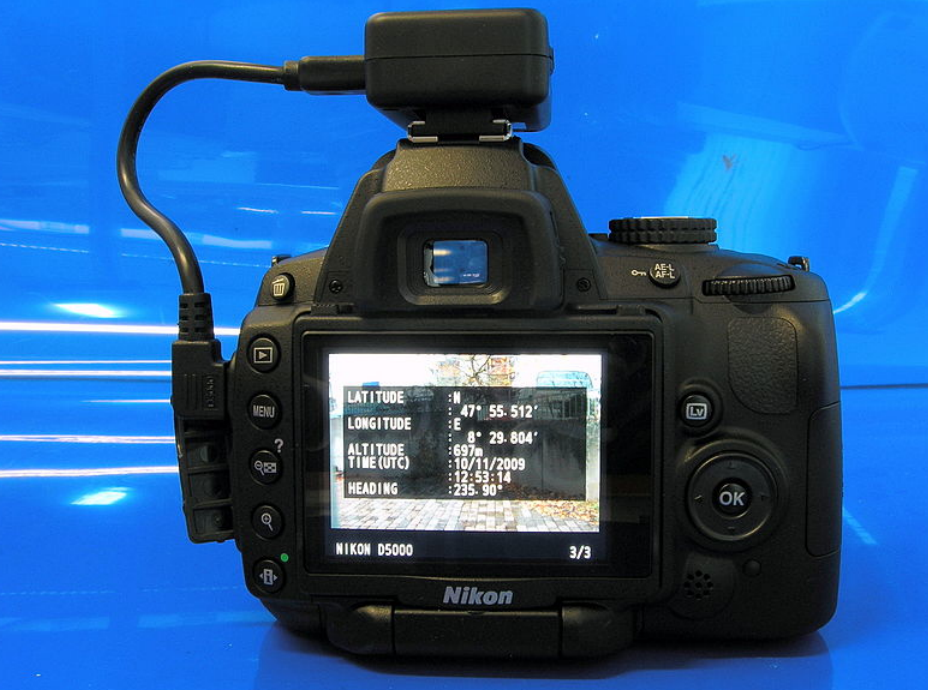 AE-L
AF-L
MENU
?
Lv
OK
LATITUDE :N
: 47° 55.512′
LONGITUDE :E
: 8° 29.804′
ALTITUDE :697m
TIME(UTC) :10/11/2009
:12:53:14
HEADING :235.90°
NIKON D5000 3/3
Nikon